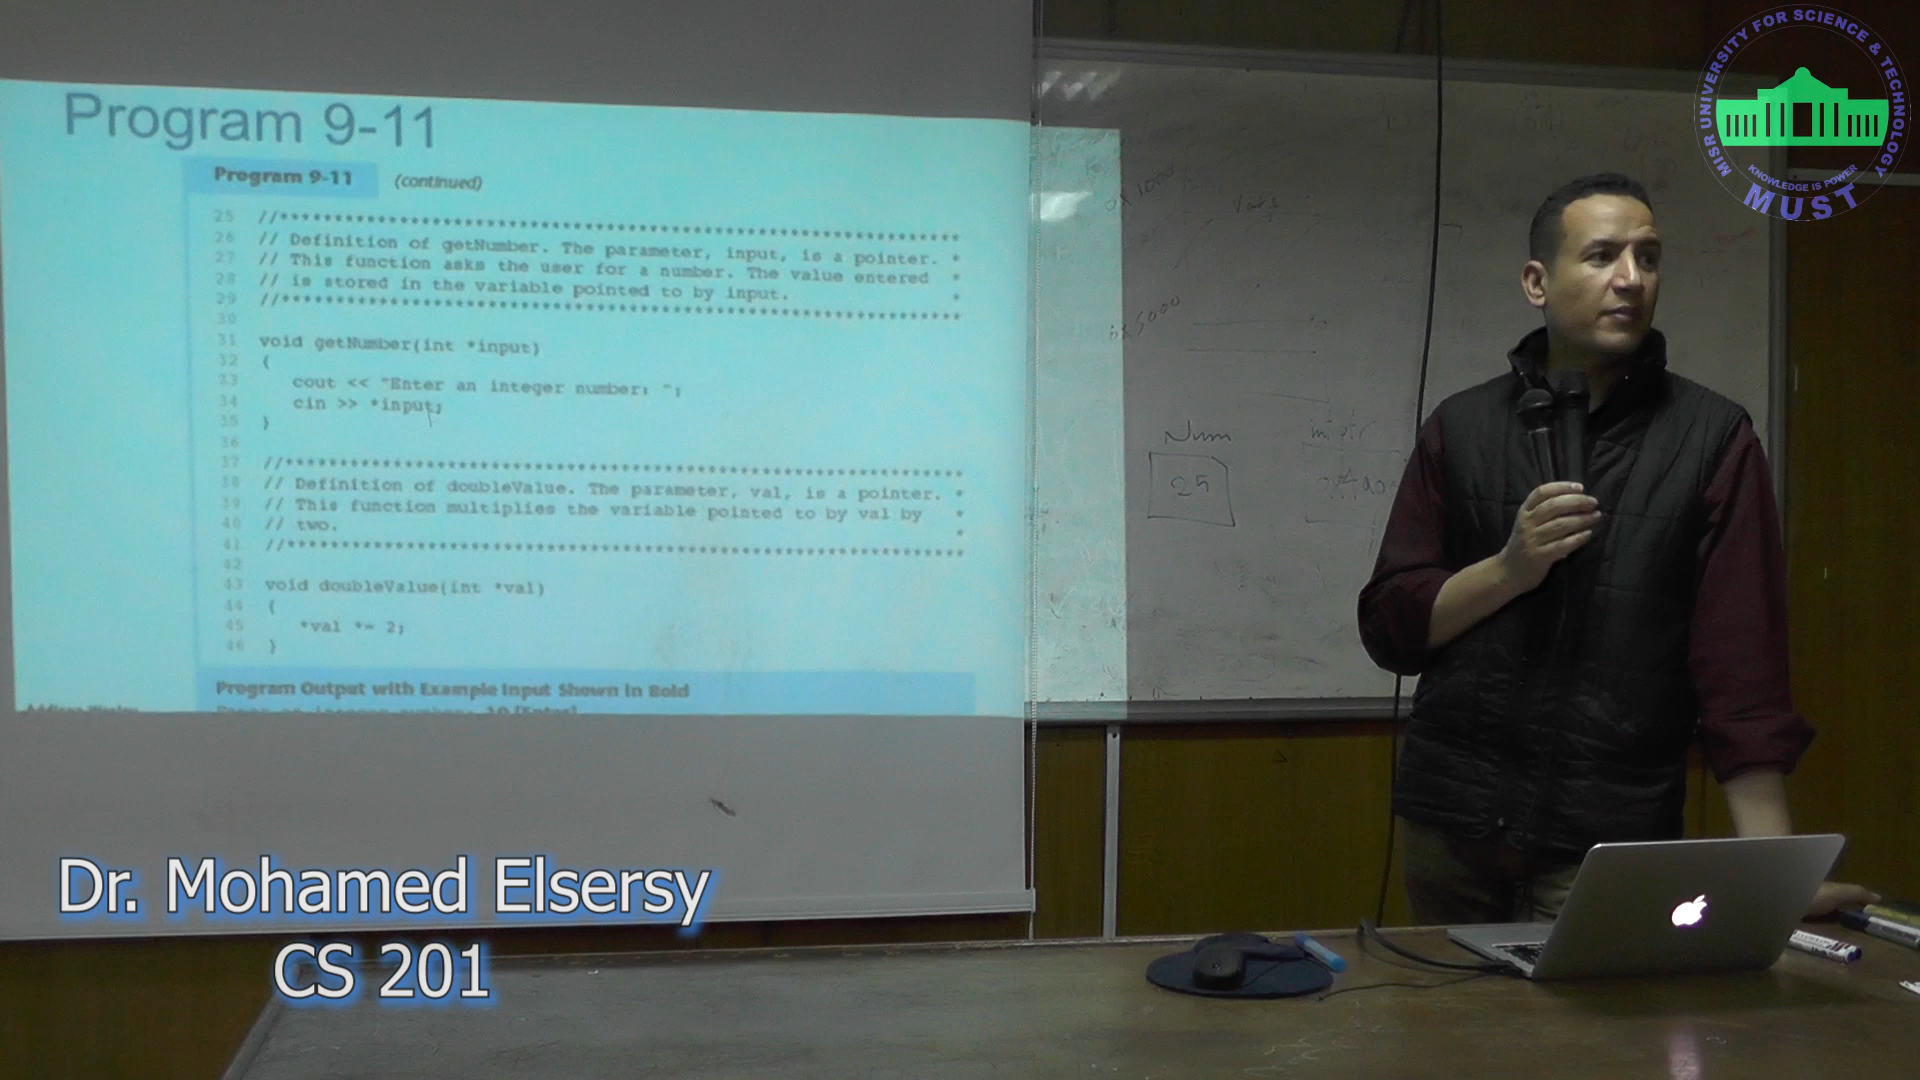 Program 9-11
Program 9-11 (continued)
25 //**************************************************************
26 // Definition of getNumber. The parameter, input, is a pointer. *
27 // This function asks the user for a number. The value entered *
28 // is stored in the variable pointed to by input. *
29 //**************************************************************
30
31 void getNumber(int *input)
32 {
33 cout << "Enter an integer number: ";
34 cin >> *input;
35 }
36
37 //**************************************************************
38 // Definition of doubleValue. The parameter, val, is a pointer. *
39 // This function multiplies the variable pointed to by val by *
40 // two. *
41 //**************************************************************
42
43 void doubleValue(int *val)
44 {
45 *val *= 2;
46 }
Program Output with Example Input Shown in Bold
0x1000
0x5000
Num
25
Dr. Mohamed Elsersy
CS 201
MISR UNIVERSITY FOR SCIENCE & TECHNOLOGY
KNOWLEDGE IS POWER
MUST